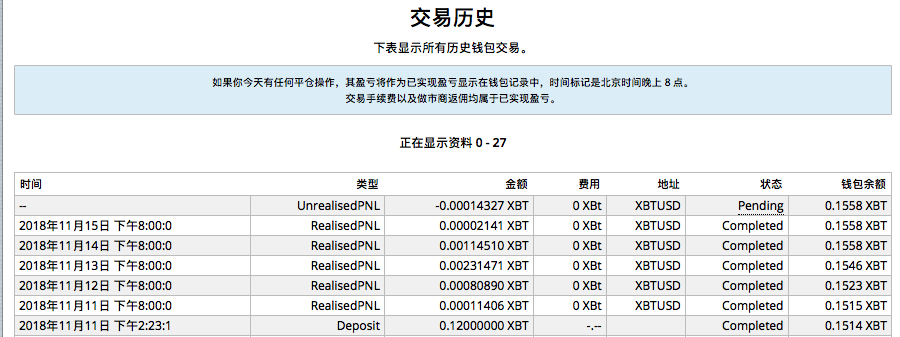 交易历史
下表显示所有历史钱包交易。
如果你今天有任何平仓操作，其盈亏将作为已实现盈亏显示在钱包记录中，时间标记是北京时间晚上 8 点。
交易手续费以及做市商返佣均属于已实现盈亏。
正在显示资料 0 - 27
时间 类型 金额 费用 地址 状态 钱包余额
-- UnrealisedPNL -0.00014327 XBT 0 XBt XBTUSD Pending 0.1558 XBT
2018年11月15日 下午8:00:0 RealisedPNL 0.00002141 XBT 0 XBt XBTUSD Completed 0.1558 XBT
2018年11月14日 下午8:00:0 RealisedPNL 0.00114510 XBT 0 XBt XBTUSD Completed 0.1558 XBT
2018年11月13日 下午8:00:0 RealisedPNL 0.00231471 XBT 0 XBt XBTUSD Completed 0.1546 XBT
2018年11月12日 下午8:00:0 RealisedPNL 0.00080890 XBT 0 XBt XBTUSD Completed 0.1523 XBT
2018年11月11日 下午8:00:0 RealisedPNL 0.00011406 XBT 0 XBt XBTUSD Completed 0.1515 XBT
2018年11月11日 下午2:23:1 Deposit 0.12000000 XBT -.-- Completed 0.1514 XBT